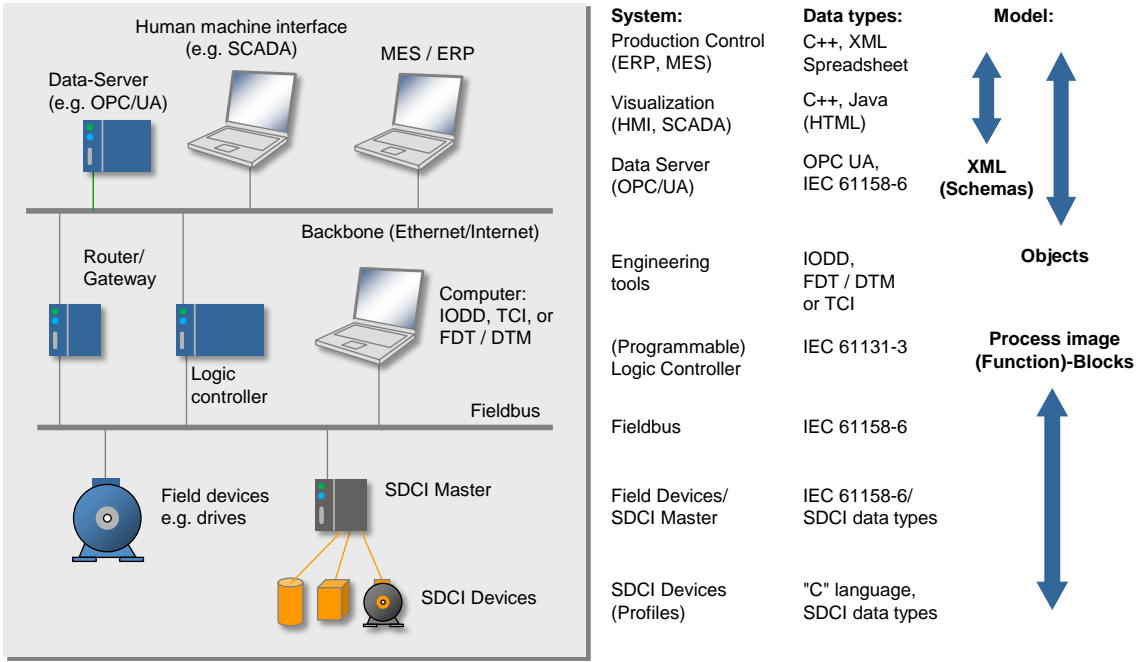 Human machine interface
(e.g. SCADA)
MES / ERP
Data-Server
(e.g. OPC/UA)
Backbone (Ethernet/Internet)
Router/
Gateway
Computer:
IODD, TCI, or
FDT / DTM
Logic
controller
Fieldbus
Field devices
e.g. drives
SDCI Master
SDCI Devices
System: Data types: Model:
Production Control C++, XML
(ERP, MES) Spreadsheet
Visualization C++, Java
(HMI, SCADA) (HTML)
Data Server OPC UA,
(OPC/UA) IEC 61158-6
XML
(Schemas)
Objects
Engineering IODD,
tools FDT / DTM
or TCI
Process image
(Function)-Blocks
(Programmable) IEC 61131-3
Logic Controller
Fieldbus IEC 61158-6
Field Devices/ IEC 61158-6/
SDCI Master SDCI data types
SDCI Devices "C" language,
(Profiles) SDCI data types